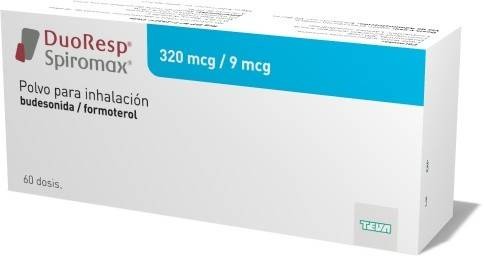 DuoResp®
Spiromax®
320 mcg / 9 mcg
Polvo para inhalación
budesonida / formoterol
60 dosis.
TEVA